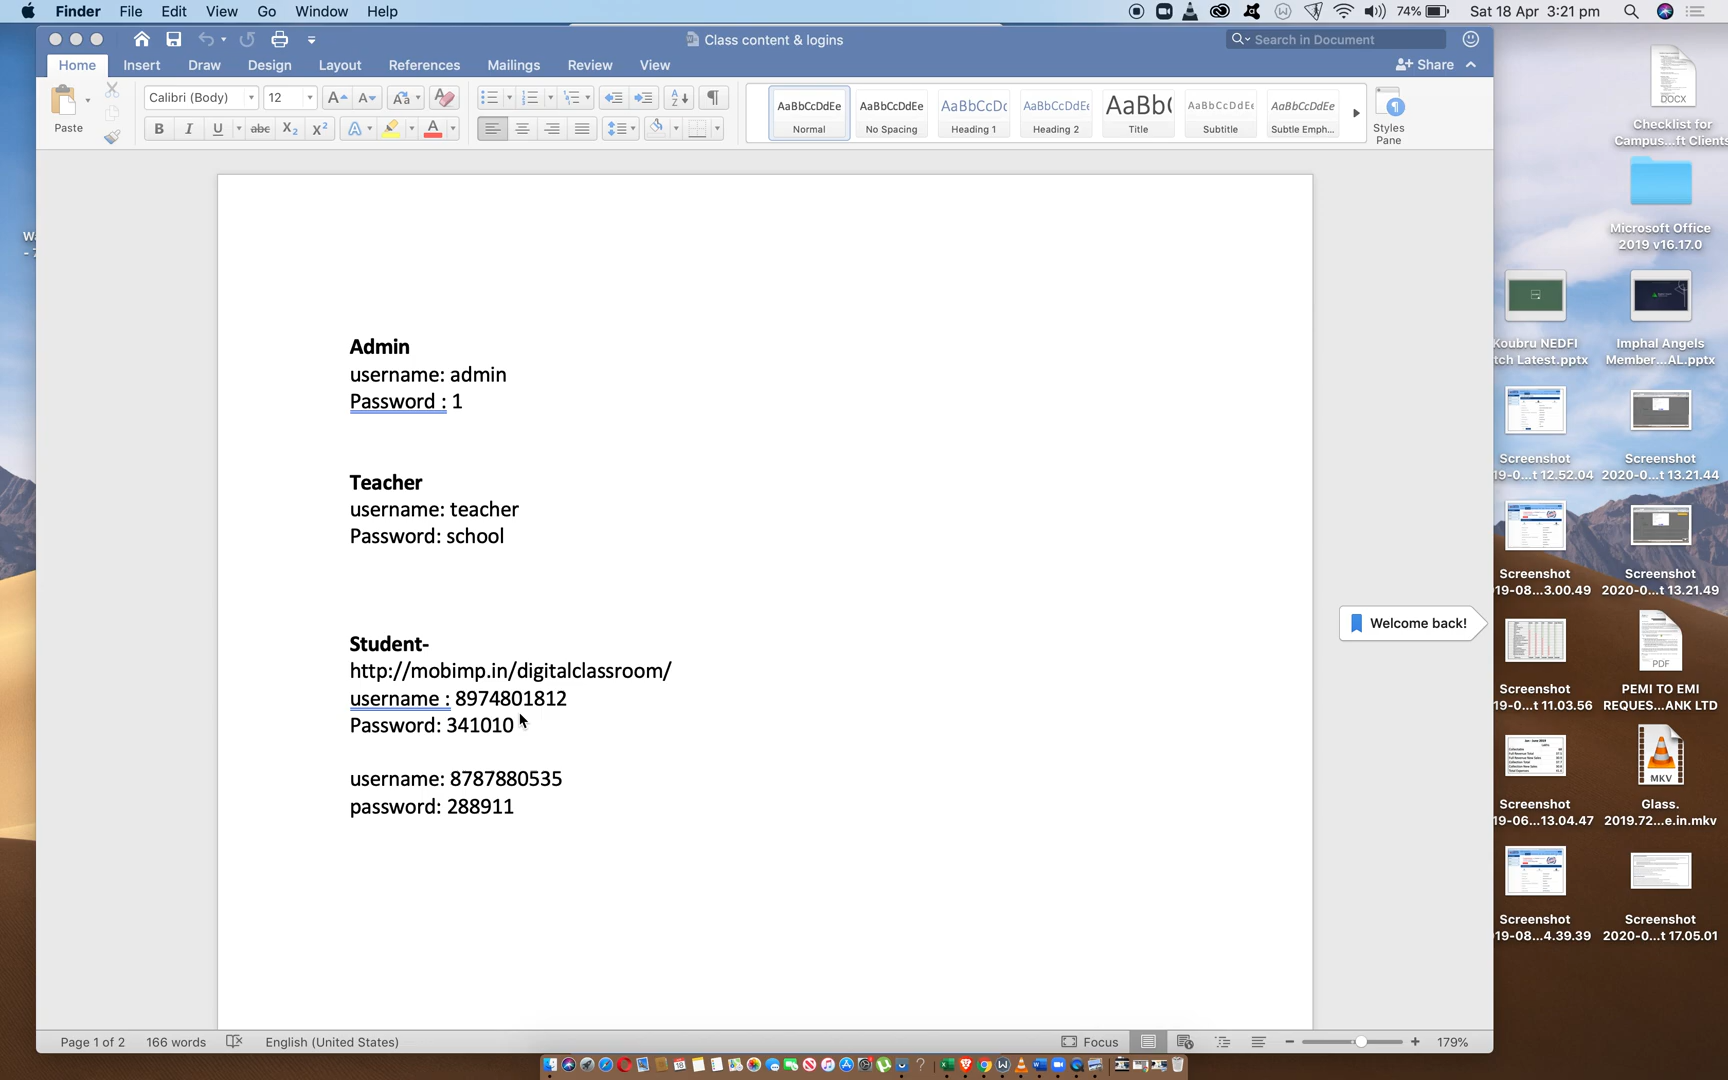 Finder File Edit View Go Window Help
74% Sat 18 Apr 3:21 pm
Class content & logins
Search in Document
Home Insert Draw Design Layout References Mailings Review View
Share
Paste
Calibri (Body) 12
AaBbCcDdEe
Normal
AaBbCcDdEe
No Spacing
AaBbCcDc
Heading 1
AaBbCcDdEe
Heading 2
AaBb(
Title
AaBbCcDdEe
Subtitle
AaBbCcDdEe
Subtle Emph...
Styles
Pane
Admin
username: admin
Password : 1
Teacher
username: teacher
Password: school
Student-
http://mobimp.in/digitalclassroom/
username : 8974801812
Password: 341010
username: 8787880535
password: 288911
Welcome back!
Page 1 of 2 166 words English (United States)
Focus 179%
DOCX
Checklist for
Campus...ft Clients
Microsoft Office
2019 v16.17.0
Koubru NEDFI
tch Latest.pptx
Imphal Angels
Member...AL.pptx
Screenshot
19-0...t 12.52.04
Screenshot
2020-0...t 13.21.44
Screenshot
19-08...3.00.49
Screenshot
2020-0...t 13.21.49
Screenshot
19-0...t 11.03.56
PDF
PEMI TO EMI
REQUES...ANK LTD
Screenshot
19-06...13.04.47
MKV
Glass.
2019.72...e.in.mkv
Screenshot
19-08...4.39.39
Screenshot
2020-0...t 17.05.01